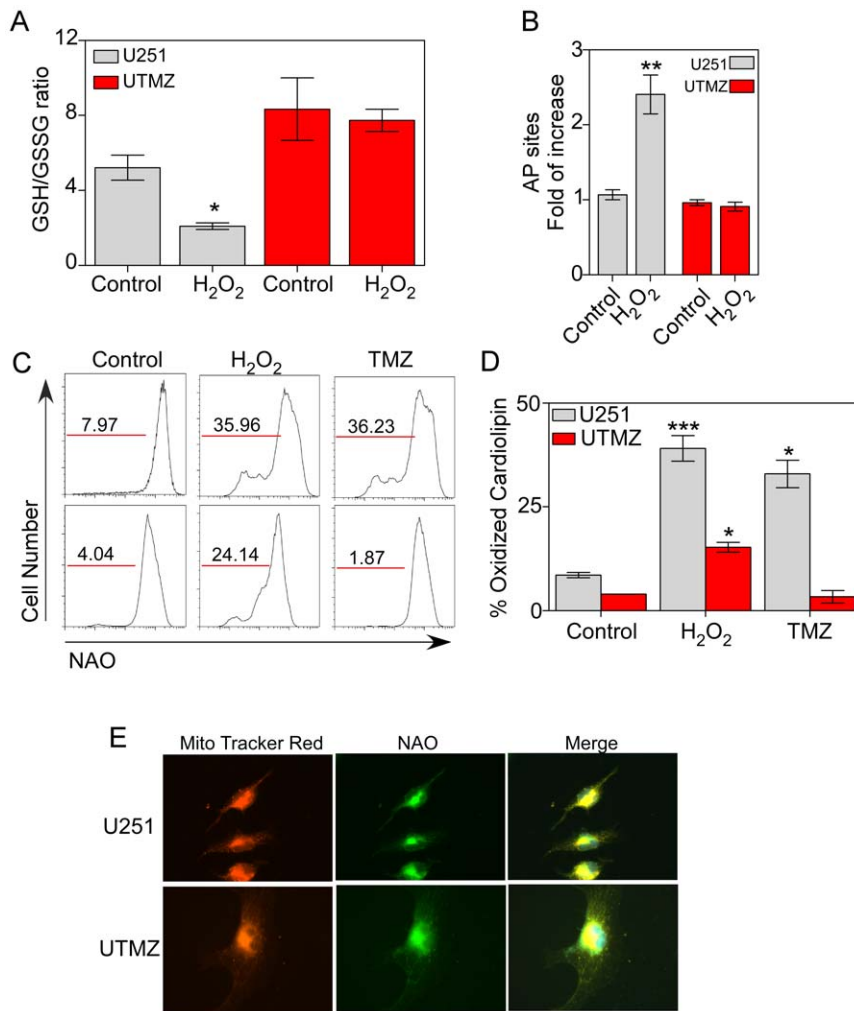 A
GSH/GSSG ratio
12
8
4
0
U251
UTMZ
*
Control
H₂O₂
Control
H₂O₂
B
AP sites
Fold of increase
3
2
1
0
U251
UTMZ
**
Control
H₂O₂
Control
H₂O₂
C
Control
H₂O₂
TMZ
7.97
35.96
36.23
4.04
24.14
1.87
Cell Number
NAO
D
% Oxidized Cardiolipin
50
25
0
U251
UTMZ
***
*
*
Control
H₂O₂
TMZ
E
Mito Tracker Red
NAO
Merge
U251
UTMZ